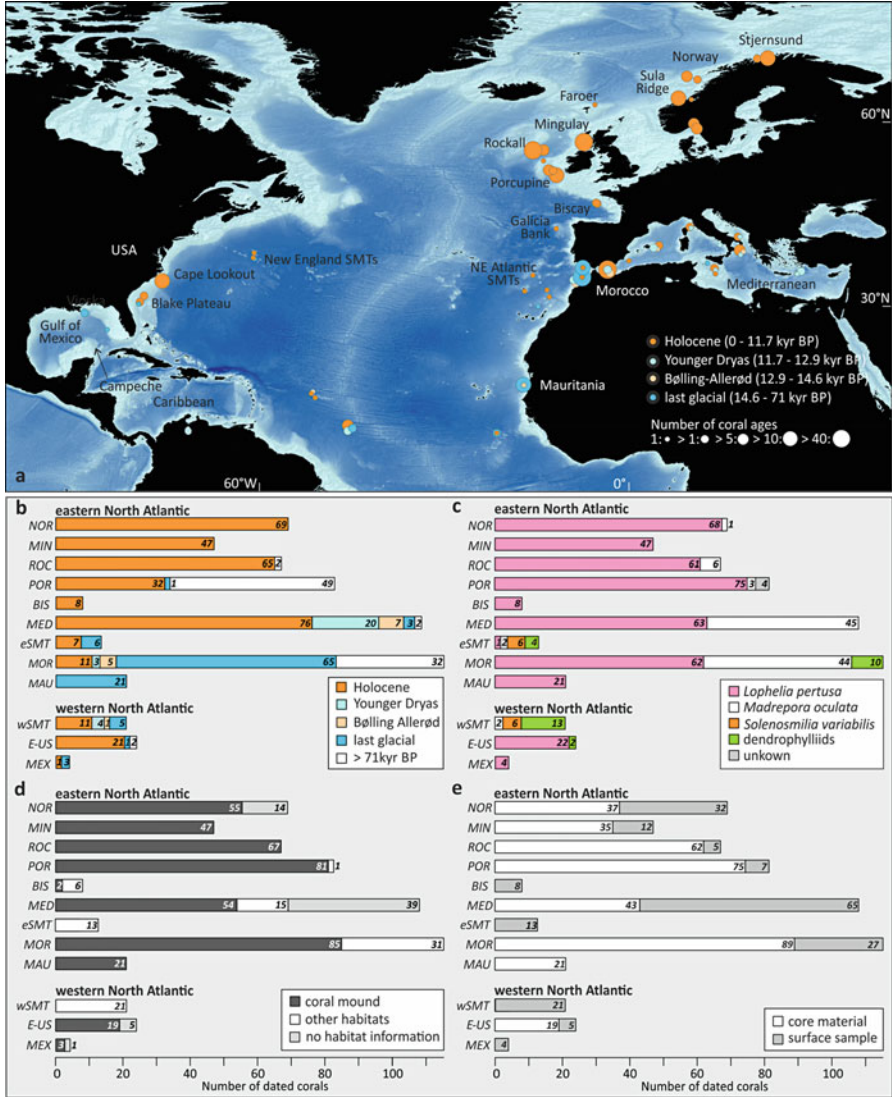 Stjernsund
Norway
Sula
Ridge
Faroer
60°N
Mingulay
Rockall
Porcupine
Biscay
Galicia
Bank
USA
New England SMTs
Cape Lookout
NE Atlantic
SMTs
Blake Plateau
Morocco
Mediterranean
30°N
Gulf of
Mexico
Campeche
Caribbean
Mauritania
Holocene (0 - 11.7 kyr BP)
Younger Dryas (11.7 - 12.9 kyr BP)
Bølling-Allerød (12.9 - 14.6 kyr BP)
last glacial (14.6 - 71 kyr BP)
Number of coral ages
1: > 1: > 5: > 10: > 40:
a
60°W
0°
b
eastern North Atlantic
NOR 69
MIN 47
ROC 65 2
POR 32 1 49
BIS 8
MED 76 20 7 3 2
eSMT 7 6
MOR 11 3 5 65 32
MAU 21
western North Atlantic
wSMT 11 4 1 5
E-US 21 1 2
MEX 1 3
Holocene
Younger Dryas
Bølling Allerød
last glacial
> 71kyr BP
c
eastern North Atlantic
NOR 68 1
MIN 47
ROC 61 6
POR 75 3 4
BIS 8
MED 63 45
eSMT 1 2 6 4
MOR 62 44 10
MAU 21
western North Atlantic
wSMT 2 6 13
E-US 22 2
MEX 4
Lophelia pertusa
Madrepora oculata
Solenosmilia variabilis
dendrophylliids
unkown
d
eastern North Atlantic
NOR 55 14
MIN 47
ROC 67
POR 81 1
BIS 2 6
MED 54 15 39
eSMT 13
MOR 85 31
MAU 21
western North Atlantic
wSMT 21
E-US 19 5
MEX 3 1
coral mound
other habitats
no habitat information
0 20 40 60 80 100
Number of dated corals
e
eastern North Atlantic
NOR 37 32
MIN 35 12
ROC 62 5
POR 75 7
BIS 8
MED 43 65
eSMT 13
MOR 89 27
MAU 21
western North Atlantic
wSMT 21
E-US 19 5
MEX 4
core material
surface sample
0 20 40 60 80 100
Number of dated corals